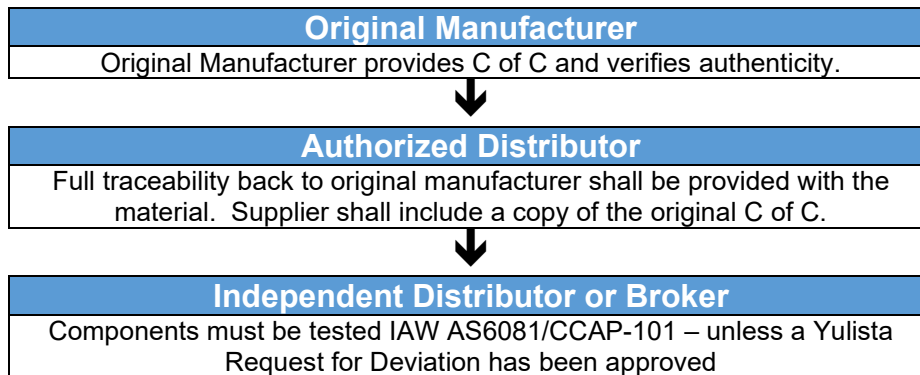 Original Manufacturer
Original Manufacturer provides C of C and verifies authenticity.
Authorized Distributor
Full traceability back to original manufacturer shall be provided with the
material.  Supplier shall include a copy of the original C of C.
Independent Distributor or Broker
Components must be tested IAW AS6081/CCAP-101 – unless a Yulista
Request for Deviation has been approved